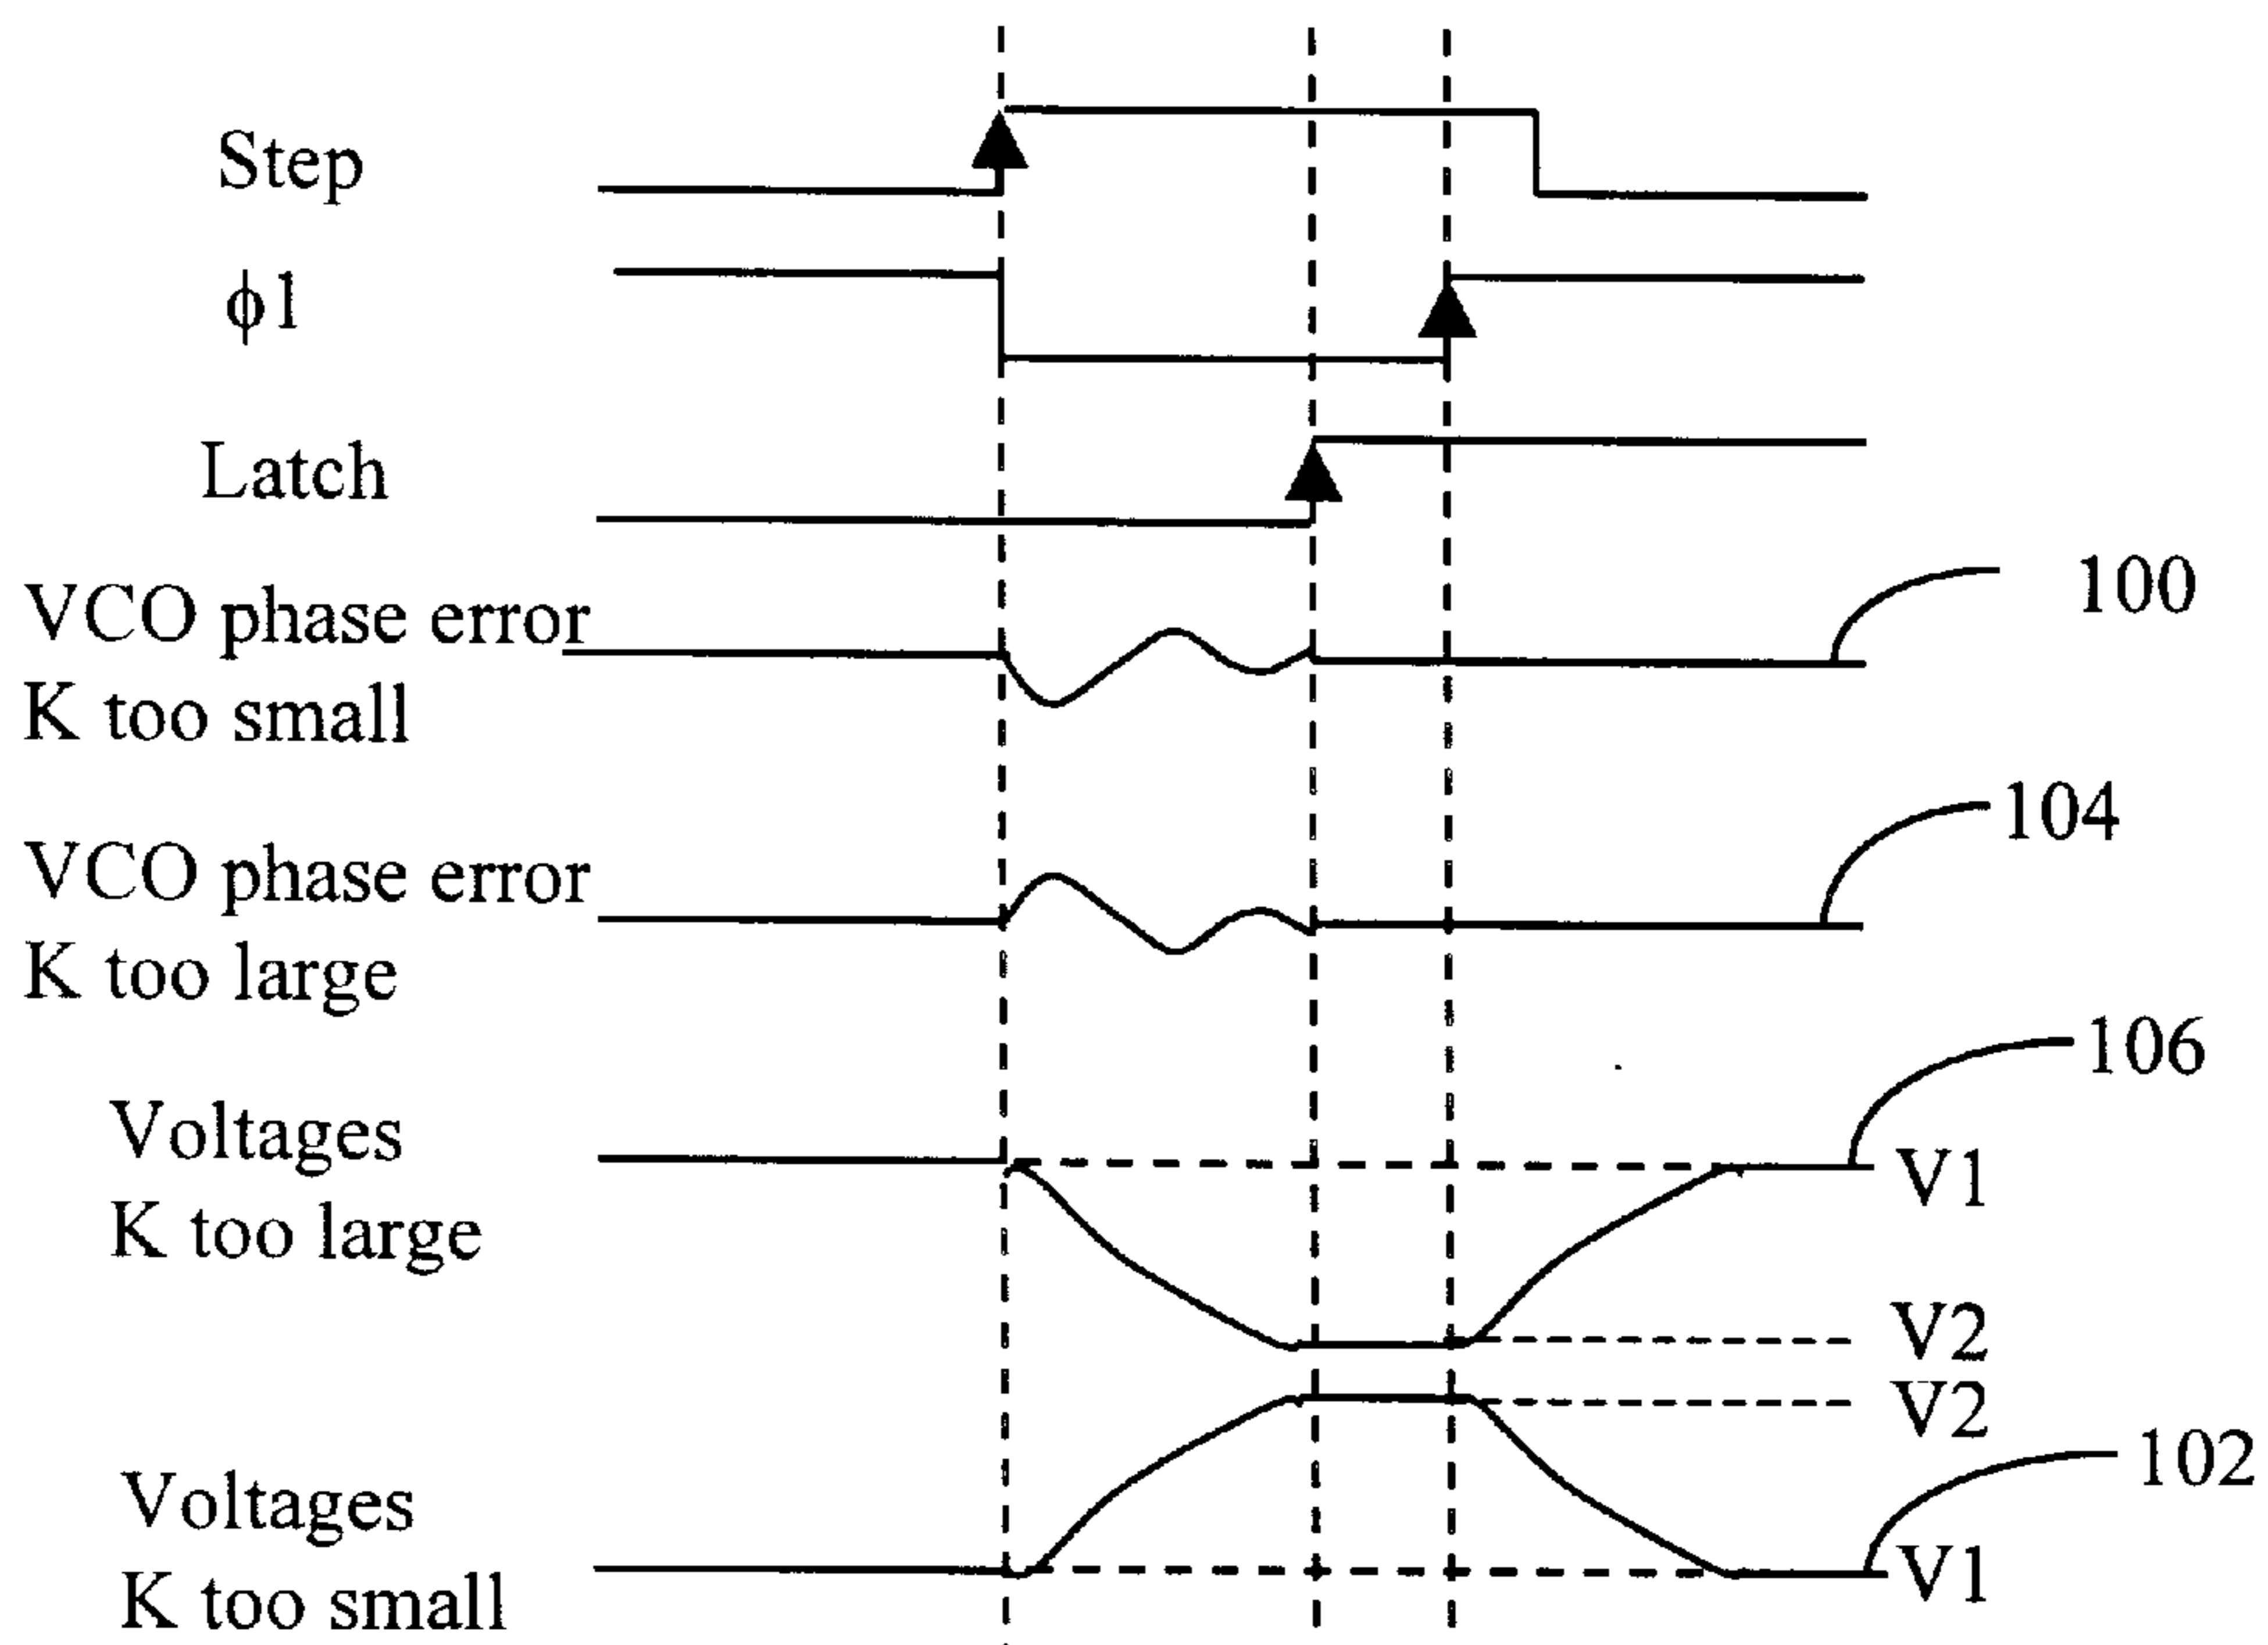 Step
ϕ1
Latch
VCO phase error
K too small
100
VCO phase error
K too large
104
Voltages
K too large
106
V1
V2
V2
Voltages
K too small
102
V1